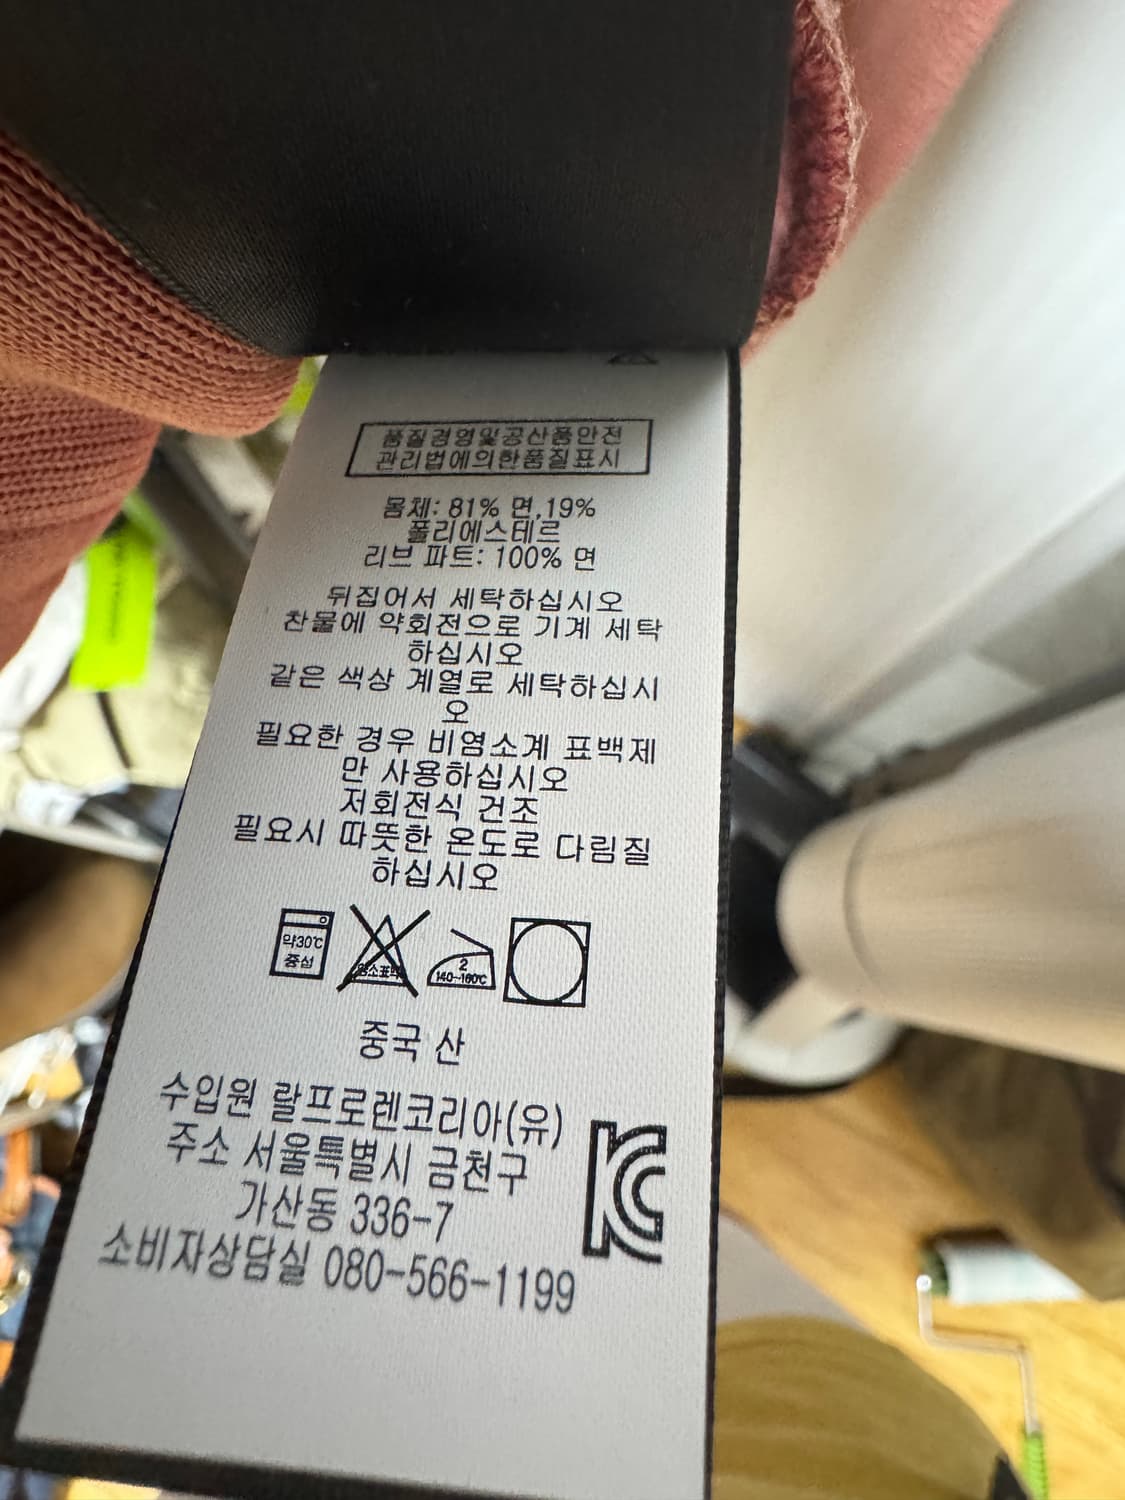 품질경영및공산품안전
관리법에의한품질표시
몸체: 81% 면,19%
폴리에스테르
리브 파트: 100% 면
뒤집어서 세탁하십시오
찬물에 약회전으로 기계 세탁
하십시오
같은 색상 계열로 세탁하십시
오
필요한 경우 비염소계 표백제
만 사용하십시오
저회전식 건조
필요시 따뜻한 온도로 다림질
하십시오
약30℃
중성
염소표백
2
140~160℃
중국 산
수입원 랄프로렌코리아(유)
주소 서울특별시 금천구
가산동 336-7
소비자상담실 080-566-1199